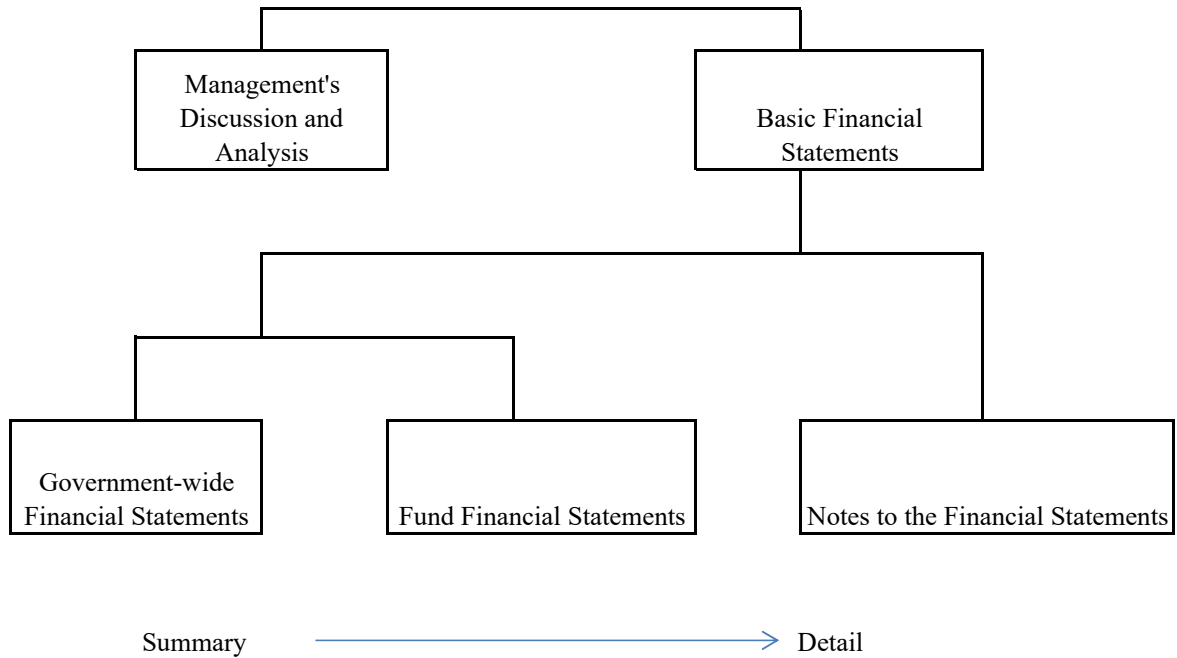 Management's
Discussion and
Analysis
Basic Financial
Statements
Government-wide
Financial Statements
Fund Financial Statements
Notes to the Financial Statements
Summary
Detail